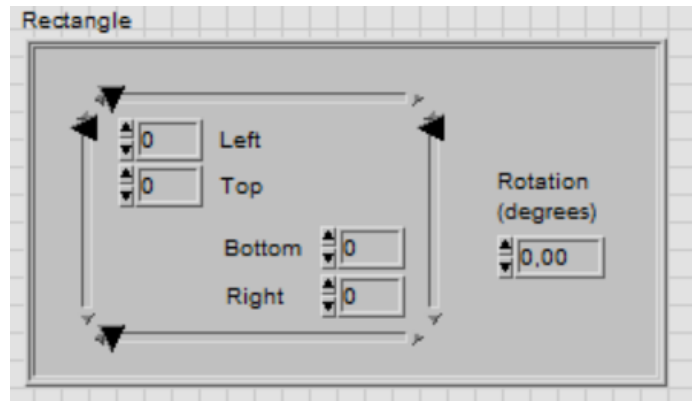 Rectangle
0 Left
0 Top
Rotation
(degrees)
Bottom 0
0,00
Right 0